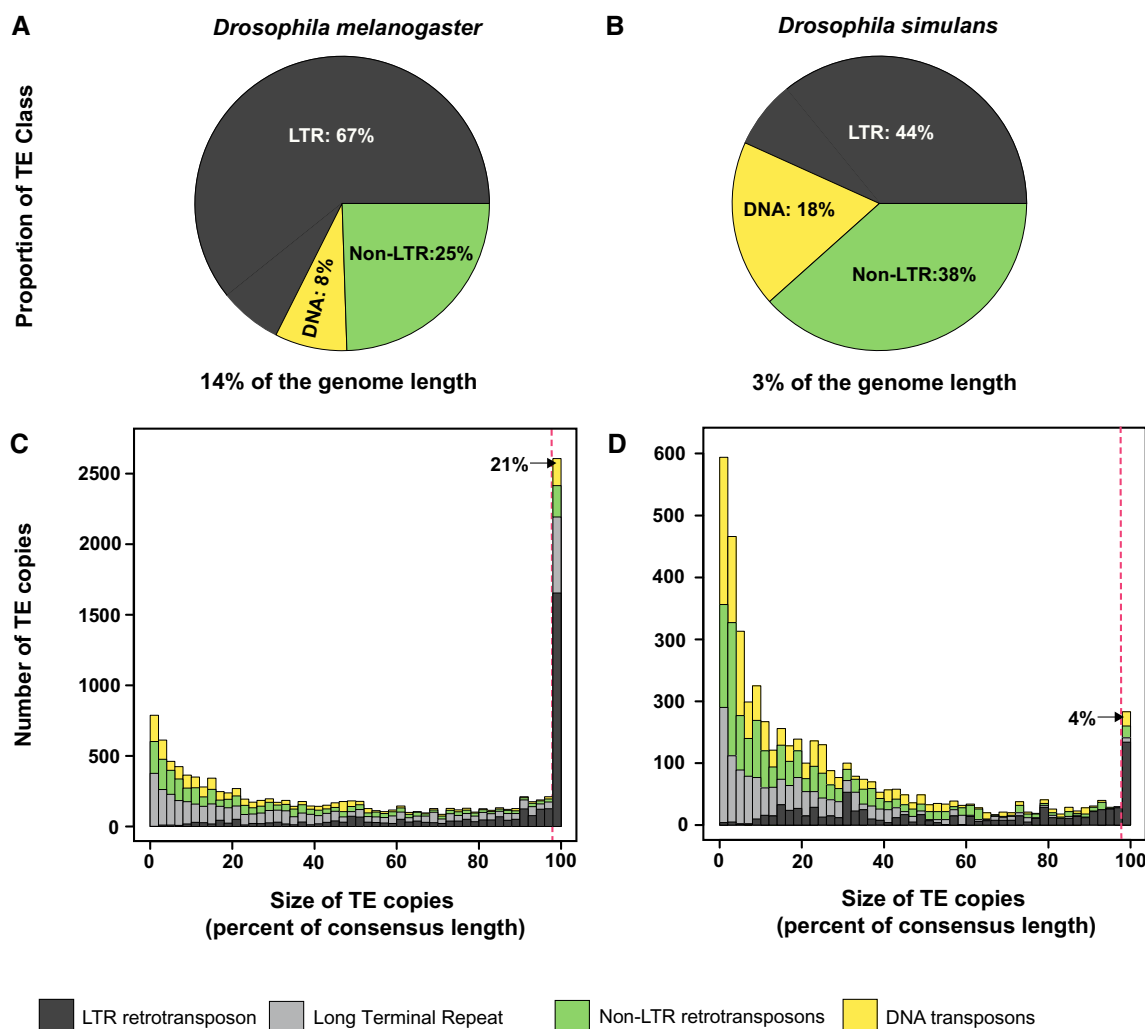 A
Drosophila melanogaster
B
Drosophila simulans
Proportion of TE Class
LTR: 67%
DNA: 8%
Non-LTR:25%
LTR: 44%
DNA: 18%
Non-LTR:38%
14% of the genome length
3% of the genome length
C
Number of TE copies
2500
2000
1500
1000
500
0
21%
0 20 40 60 80 100
Size of TE copies
(percent of consensus length)
D
600
500
400
300
300
100
0
4%
0 20 40 60 80 100
Size of TE copies
(percent of consensus length)
LTR retrotransposon
Long Terminal Repeat
Non-LTR retrotransposons
DNA transposons